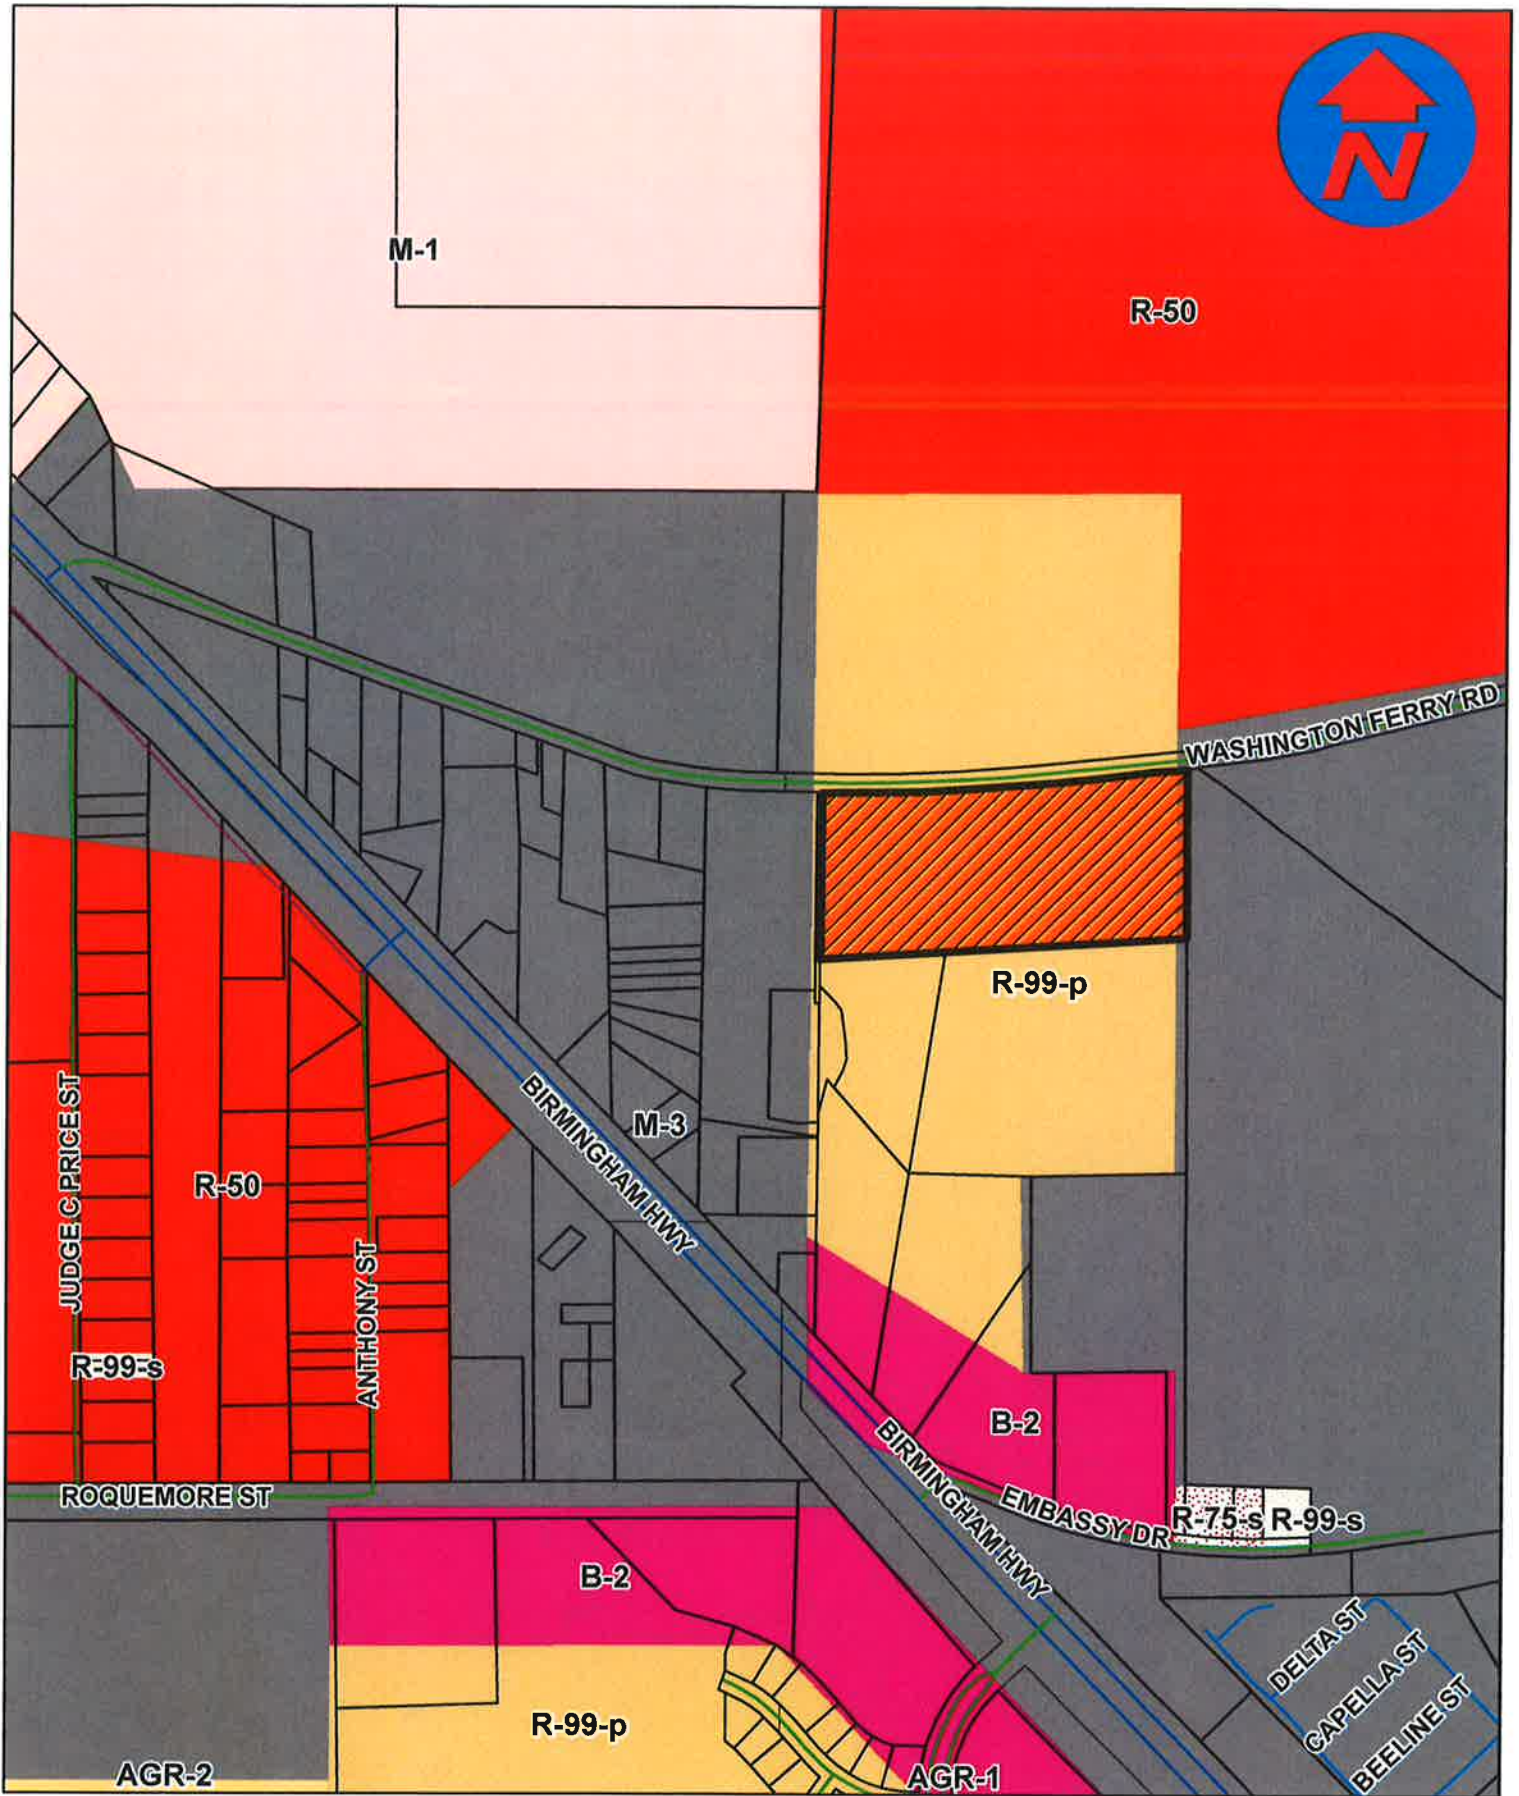 N
M-1
R-50
WASHINGTON FERRY RD
R-99-p
M-3
BIRMINGHAM HWY
JUDGE C PRICE ST
R-50
ANTHONY ST
R-99-s
B-2
BIRMINGHAM HWY
ROQUEMORE ST
EMBASSY DR
R-75-s
R-99-s
B-2
DELTA ST
CAPELLA ST
BEELINE ST
R-99-p
AGR-2
AGR-1